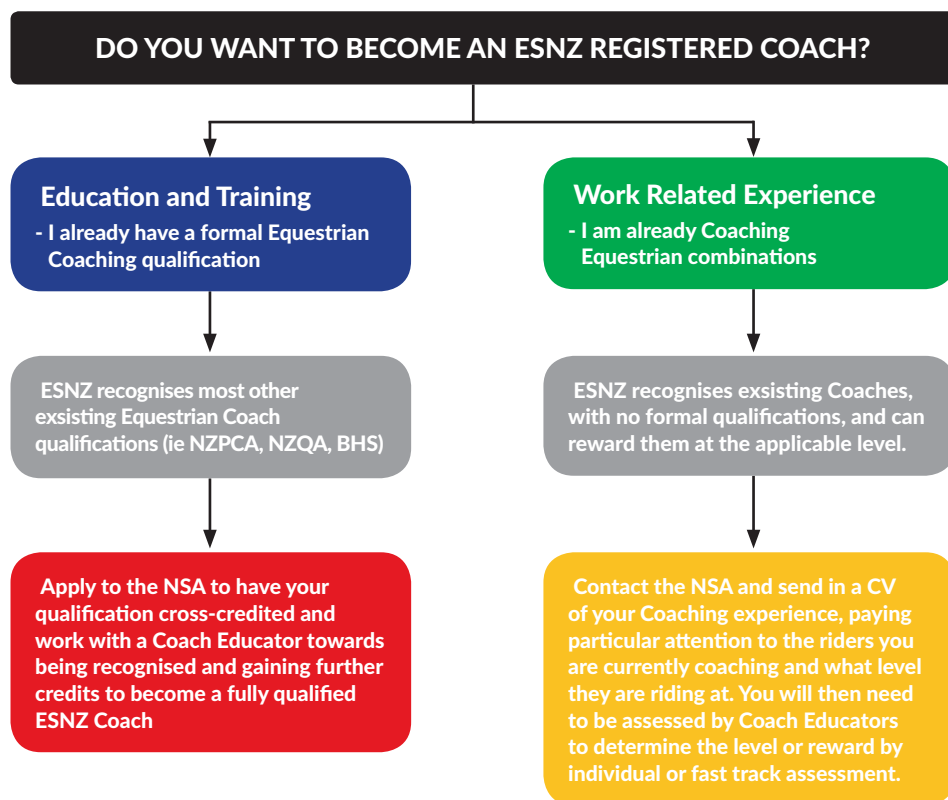 DO YOU WANT TO BECOME AN ESNZ REGISTERED COACH?
Education and Training
- I already have a formal Equestrian
Coaching qualification
ESNZ recognises most other
exsisting Equestrian Coach
qualifications (ie NZPCA, NZQA, BHS)
Apply to the NSA to have your
qualification cross-credited and
work with a Coach Educator towards
being recognised and gaining further
credits to become a fully qualified
ESNZ Coach
Work Related Experience
- I am already Coaching
Equestrian combinations
ESNZ recognises exsisting Coaches,
with no formal qualifications, and can
reward them at the applicable level.
Contact the NSA and send in a CV
of your Coaching experience, paying
particular attention to the riders you
are currently coaching and what level
they are riding at. You will then need
to be assessed by Coach Educators
to determine the level or reward by
individual or fast track assessment.